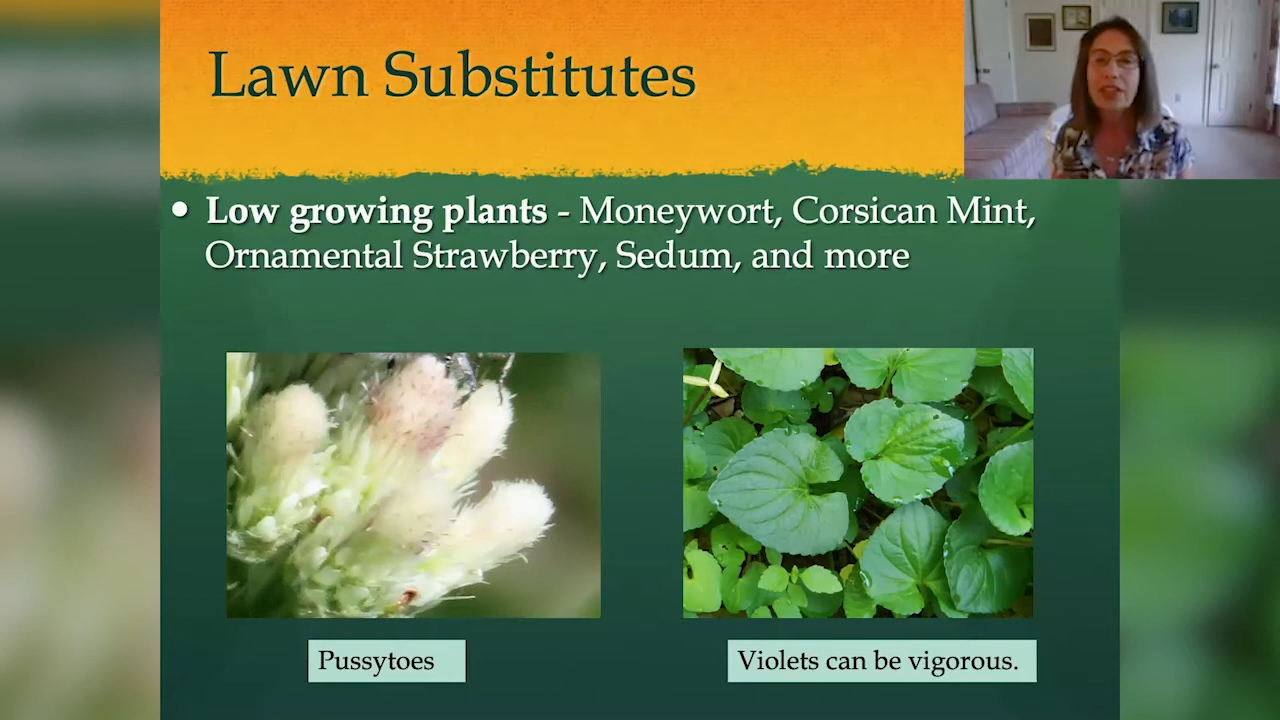 Lawn Substitutes
• Low growing plants - Moneywort, Corsican Mint,
Ornamental Strawberry, Sedum, and more
Pussytoes
Violets can be vigorous.